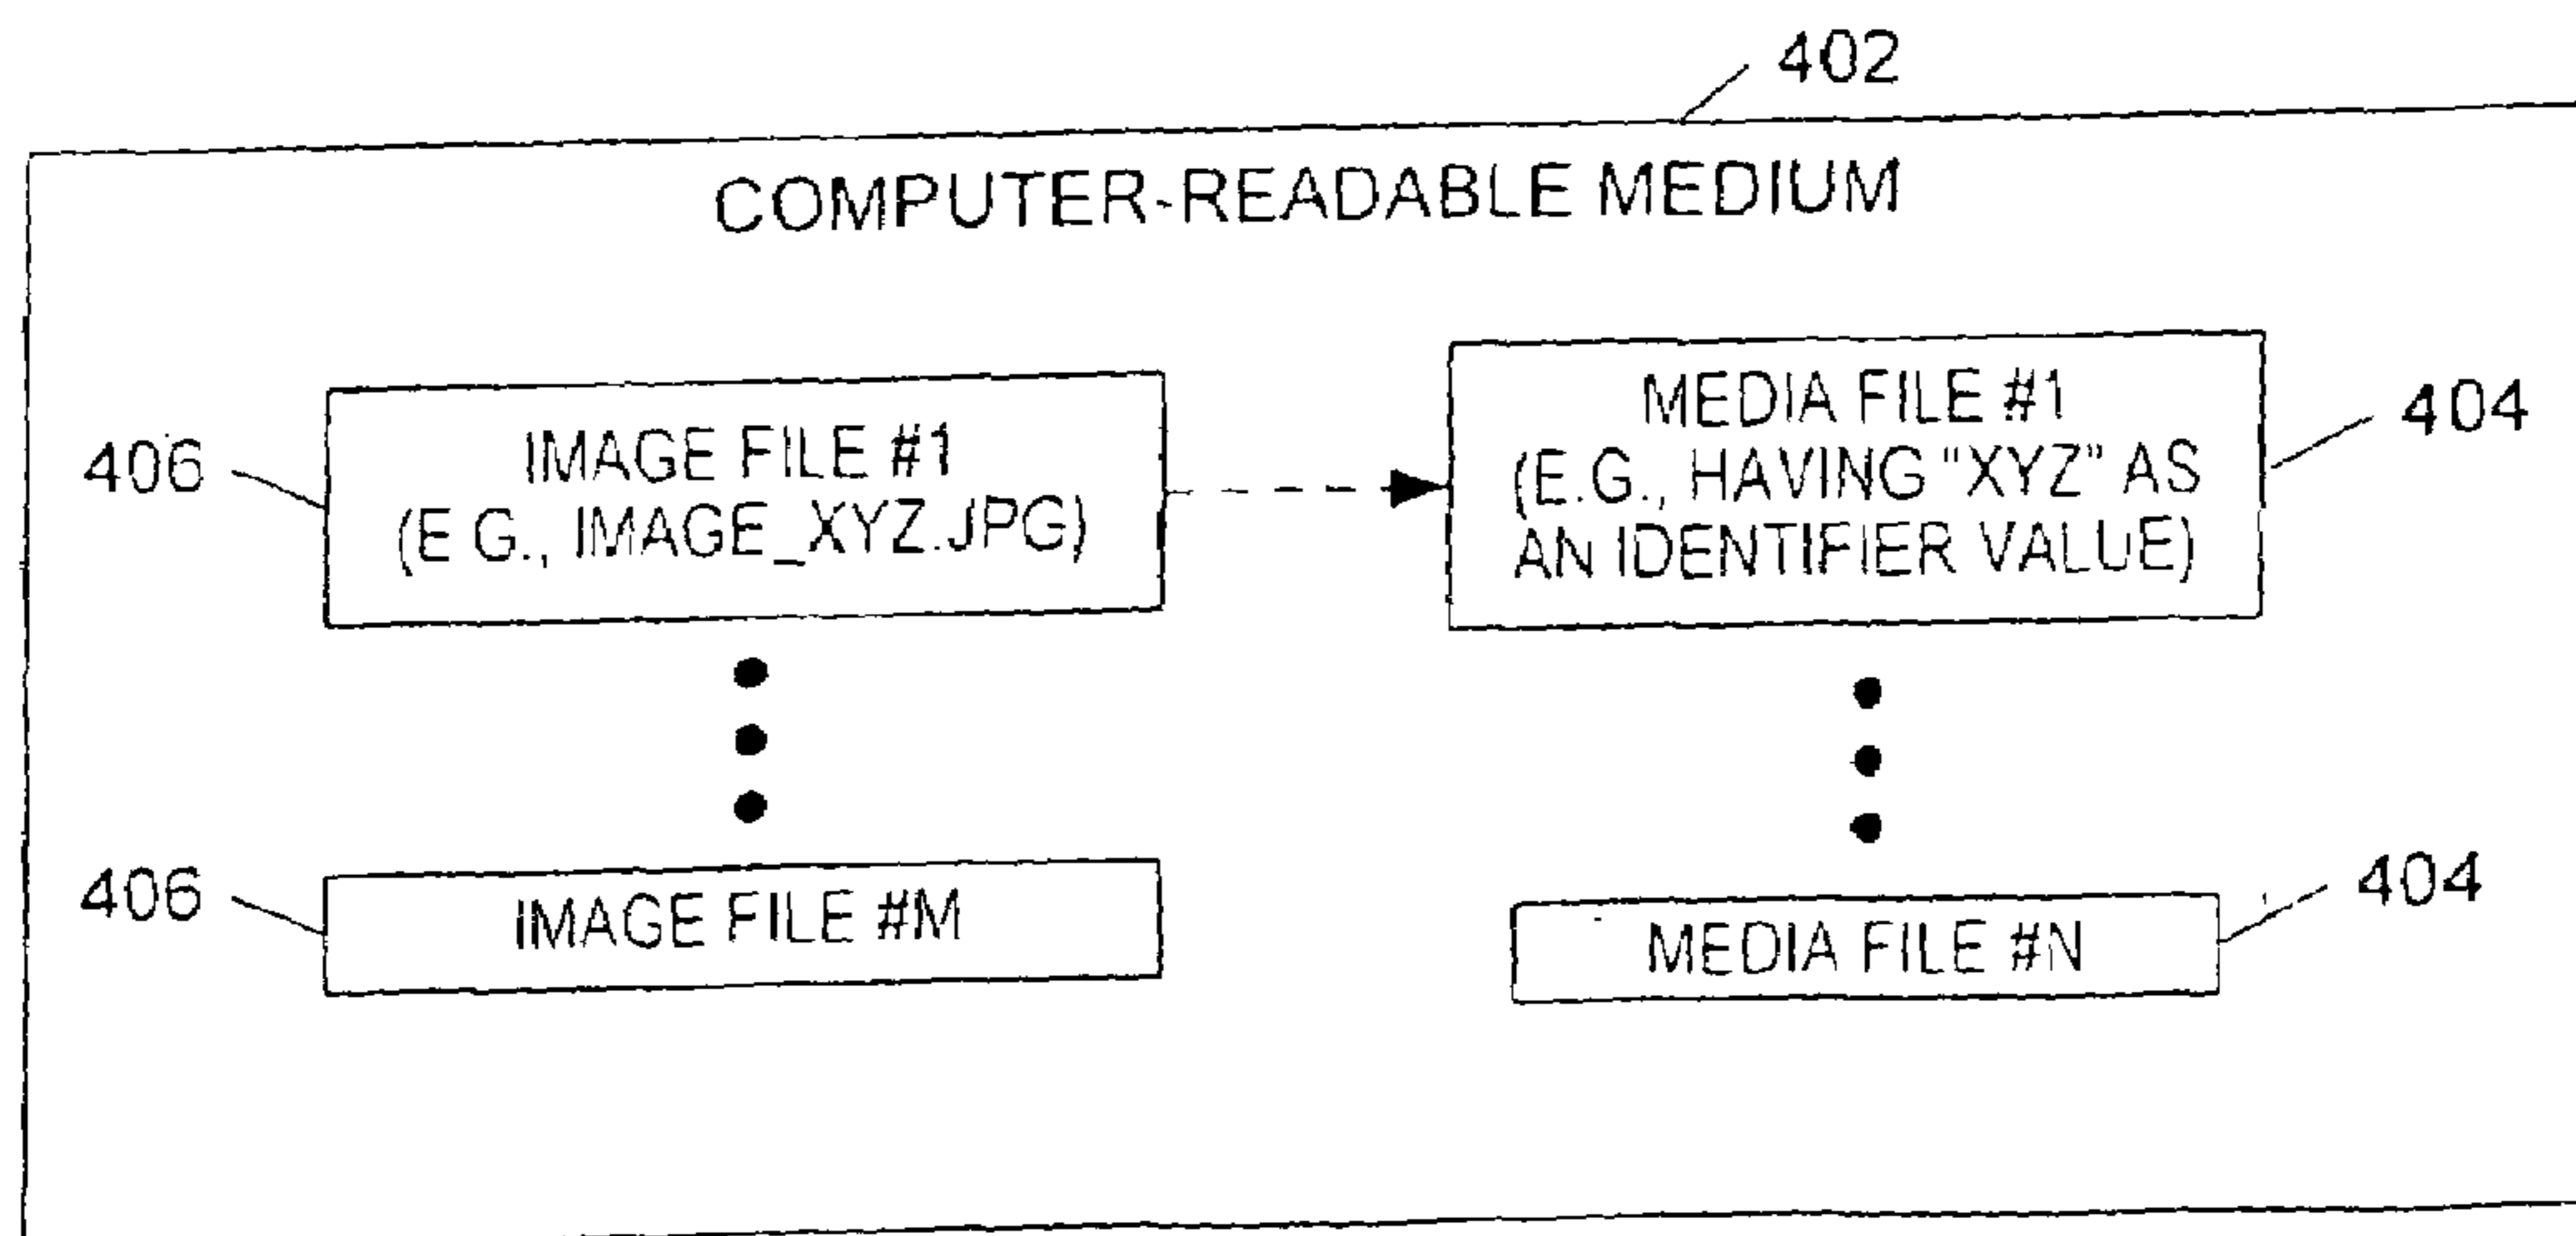 402
COMPUTER-READABLE MEDIUM
406
IMAGE FILE #1
(E G., IMAGE_XYZ.JPG)
MEDIA FILE #1
(E.G., HAVING "XYZ" AS
AN IDENTIFIER VALUE)
404
406
IMAGE FILE #M
MEDIA FILE #N
404